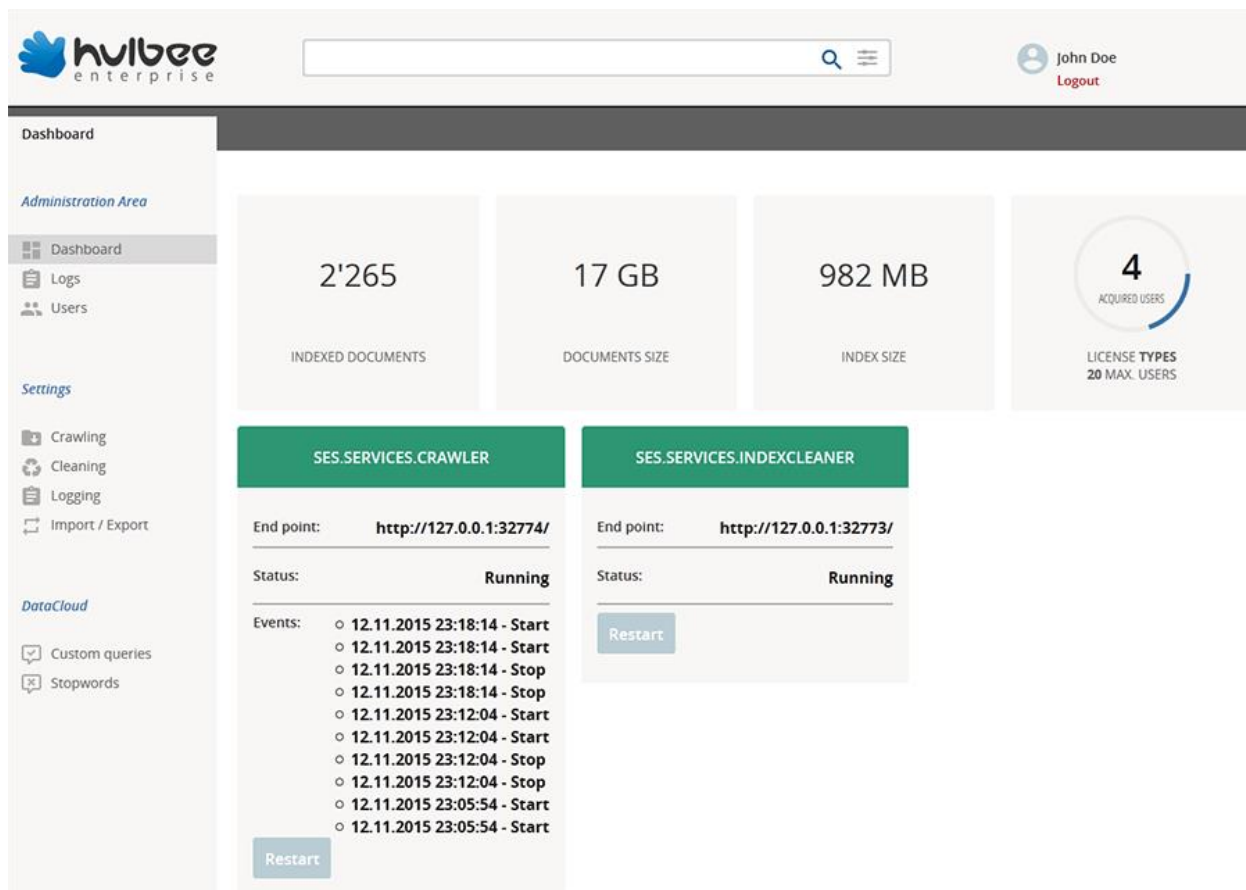 hulbee
enterprise
John Doe
Logout
Dashboard
Administration Area
Dashboard
Logs
Users
Settings
Crawling
Cleaning
Logging
Import / Export
DataCloud
Custom queries
Stopwords
2'265
INDEXED DOCUMENTS
17 GB
DOCUMENTS SIZE
982 MB
INDEX SIZE
4
ACQUIRED USERS
LICENSE TYPES
20 MAX. USERS
SES.SERVICES.CRAWLER
End point: http://127.0.0.1:32774/
Status: Running
Events: 12.11.2015 23:18:14 - Start
12.11.2015 23:18:14 - Start
12.11.2015 23:18:14 - Stop
12.11.2015 23:18:14 - Stop
12.11.2015 23:12:04 - Start
12.11.2015 23:12:04 - Start
12.11.2015 23:12:04 - Stop
12.11.2015 23:12:04 - Stop
12.11.2015 23:05:54 - Start
12.11.2015 23:05:54 - Start
Restart
SES.SERVICES.INDEXCLEANER
End point: http://127.0.0.1:32773/
Status: Running
Restart